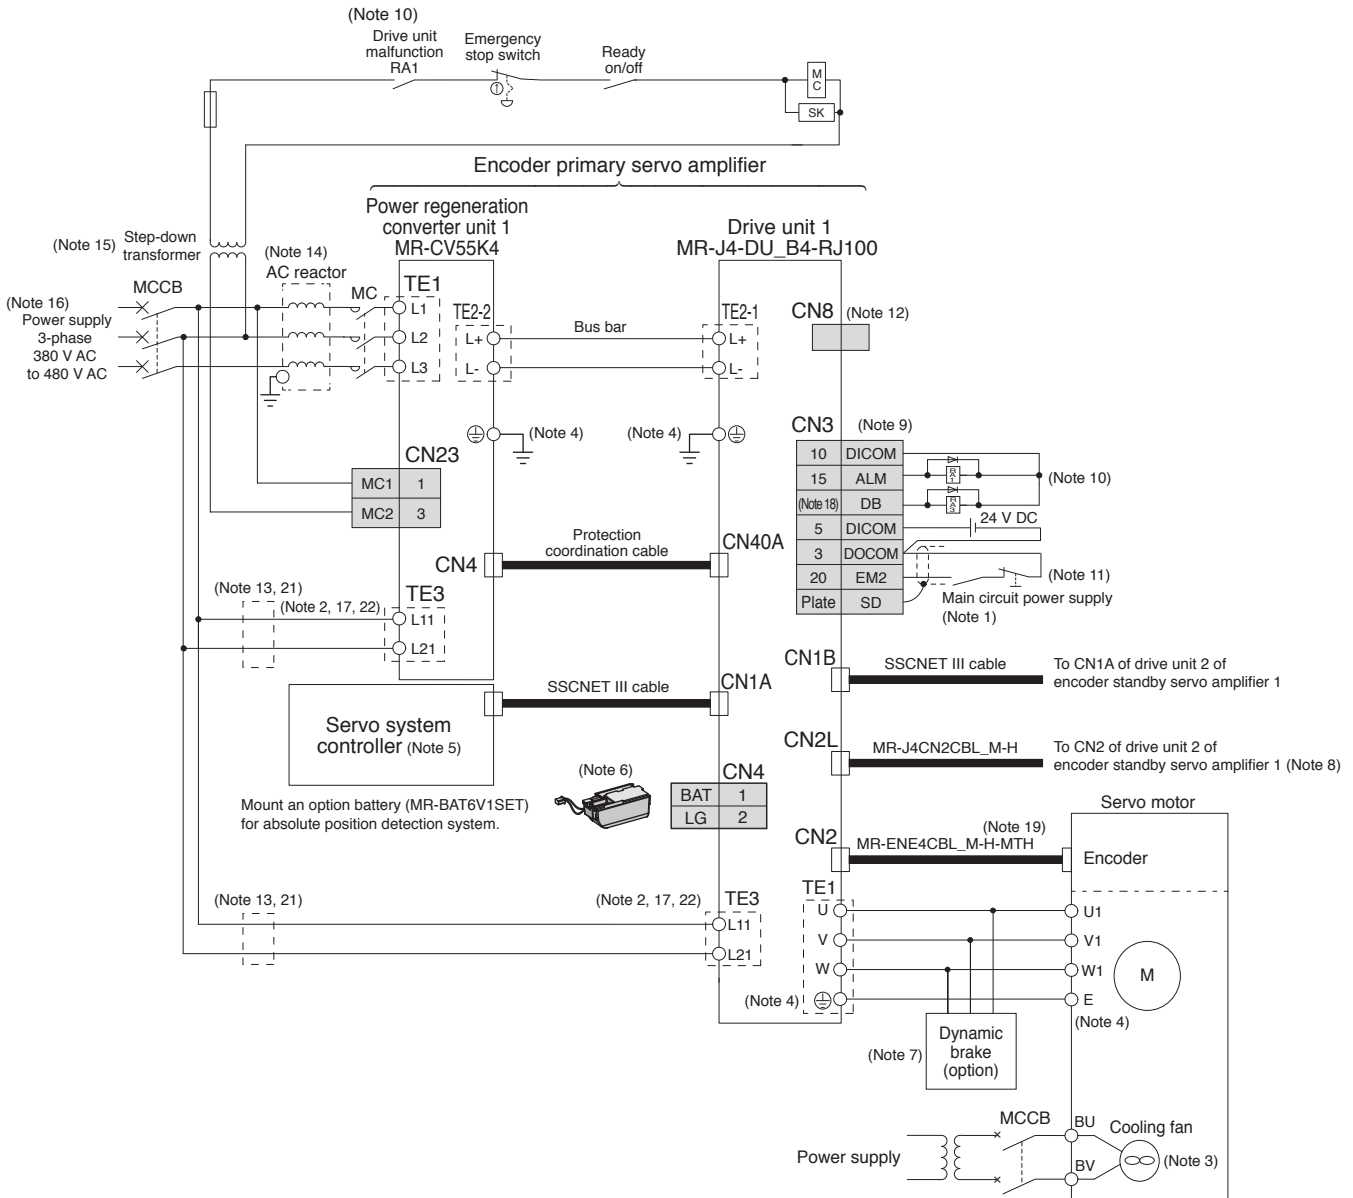 (Note 10)
Drive unit
malfunction
RA1
Emergency
stop switch
Ready
on/off
M
C
SK
Encoder primary servo amplifier
Power regeneration
converter unit 1
MR-CV55K4
Drive unit 1
MR-J4-DU_B4-RJ100
(Note 15)
Step-down
transformer
(Note 14)
AC reactor
MCCB
MC
TE1
(Note 16)
Power supply
3-phase
380 V AC
to 480 V AC
L1
L2
L3
TE2-2
L+
L-
Bus bar
TE2-1
L+
L-
CN8
(Note 12)
(Note 4)
(Note 4)
CN23
MC1 1
MC2 3
CN3
(Note 9)
10 DICOM
15 ALM
(Note 18) DB
5 DICOM
3 DOCOM
20 EM2
Plate SD
(Note 10)
24 V DC
(Note 11)
Main circuit power supply
(Note 1)
CN4
Protection
coordination cable
CN40A
(Note 13, 21)
(Note 2, 17, 22)
TE3
L11
L21
CN1B
SSCNET III cable
To CN1A of drive unit 2 of
encoder standby servo amplifier 1
SSCNET III cable
CN1A
Servo system
controller (Note 5)
CN2L
MR-J4CN2CBL_M-H
To CN2 of drive unit 2 of
encoder standby servo amplifier 1 (Note 8)
(Note 6)
CN4
BAT 1
LG 2
Mount an option battery (MR-BAT6V1SET)
for absolute position detection system.
Servo motor
CN2
(Note 19)
MR-ENE4CBL_M-H-MTH
Encoder
(Note 13, 21)
(Note 2, 17, 22)
TE3
L11
L21
TE1
U
V
W
(Note 4)
U1
V1
W1
E
(Note 4)
M
(Note 7)
Dynamic
brake
(option)
Power supply
MCCB
BU
BV
Cooling fan
(Note 3)